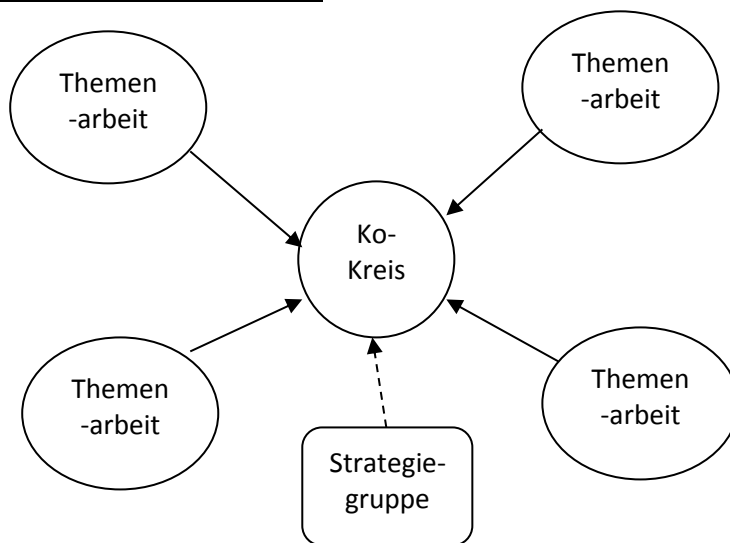 Themen
-arbeit
Themen
-arbeit
Ko-
Kreis
Themen
-arbeit
Themen
-arbeit
Strategie-
gruppe